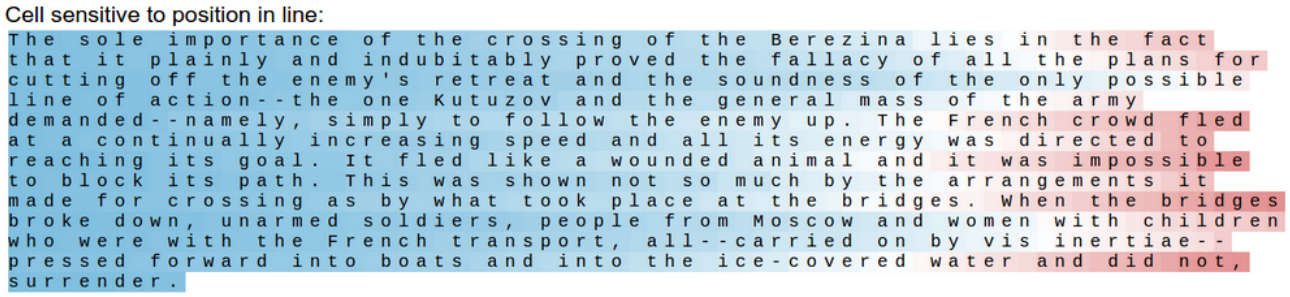 Cell sensitive to position in line:
The sole importance of the crossing of the Berezina lies in the fact
that it plainly and indubitably proved the fallacy of all the plans for
cutting off the enemy's retreat and the soundness of the only possible
line of action--the one Kutuzov and the general mass of the army
demanded--namely, simply to follow the enemy up. The French crowd fled
at a continually increasing speed and all its energy was directed to
reaching its goal. It fled like a wounded animal and it was impossible
to block its path. This was shown not so much by the arrangements it
made for crossing as by what took place at the bridges. When the bridges
broke down, unarmed soldiers, people from Moscow and women with children
who were with the French transport, all--carried on by vis inertiae--
pressed forward into boats and into the ice-covered water and did not,
surrender.